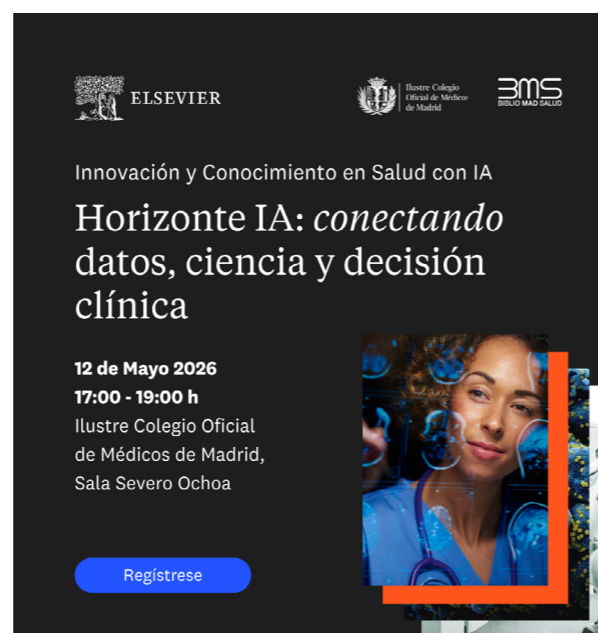 ELSEVIER
Ilustre Colegio
Oficial de Médicos
de Madrid
BMS
BIBLIO MAD SALUD
Innovación y Conocimiento en Salud con IA
Horizonte IA: conectando
datos, ciencia y decisión
clínica
12 de Mayo 2026
17:00 - 19:00 h
Ilustre Colegio Oficial
de Médicos de Madrid,
Sala Severo Ochoa
Regístrese